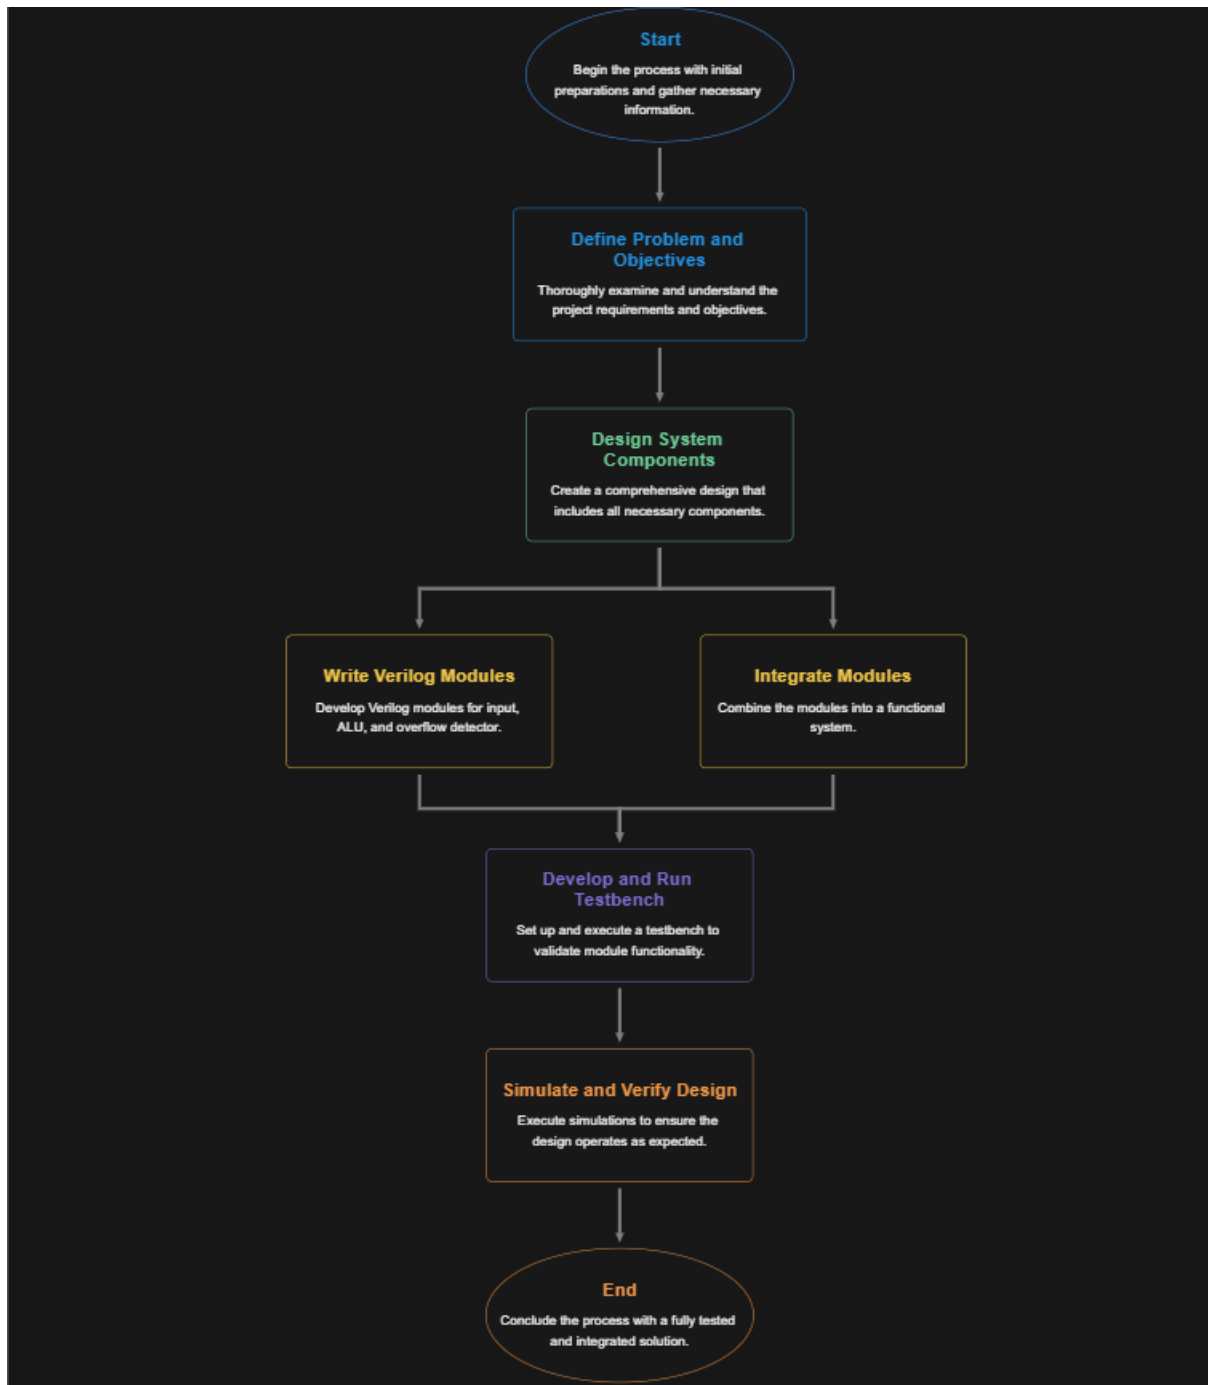 Start
Begin the process with initial
preparations and gather necessary
information.
Define Problem and
Objectives
Thoroughly examine and understand the
project requirements and objectives.
Design System
Components
Create a comprehensive design that
includes all necessary components.
Write Verilog Modules
Develop Verilog modules for input,
ALU, and overflow detector.
Integrate Modules
Combine the modules into a functional
system.
Develop and Run
Testbench
Set up and execute a testbench to
validate module functionality.
Simulate and Verify Design
Execute simulations to ensure the
design operates as expected.
End
Conclude the process with a fully tested
and integrated solution.